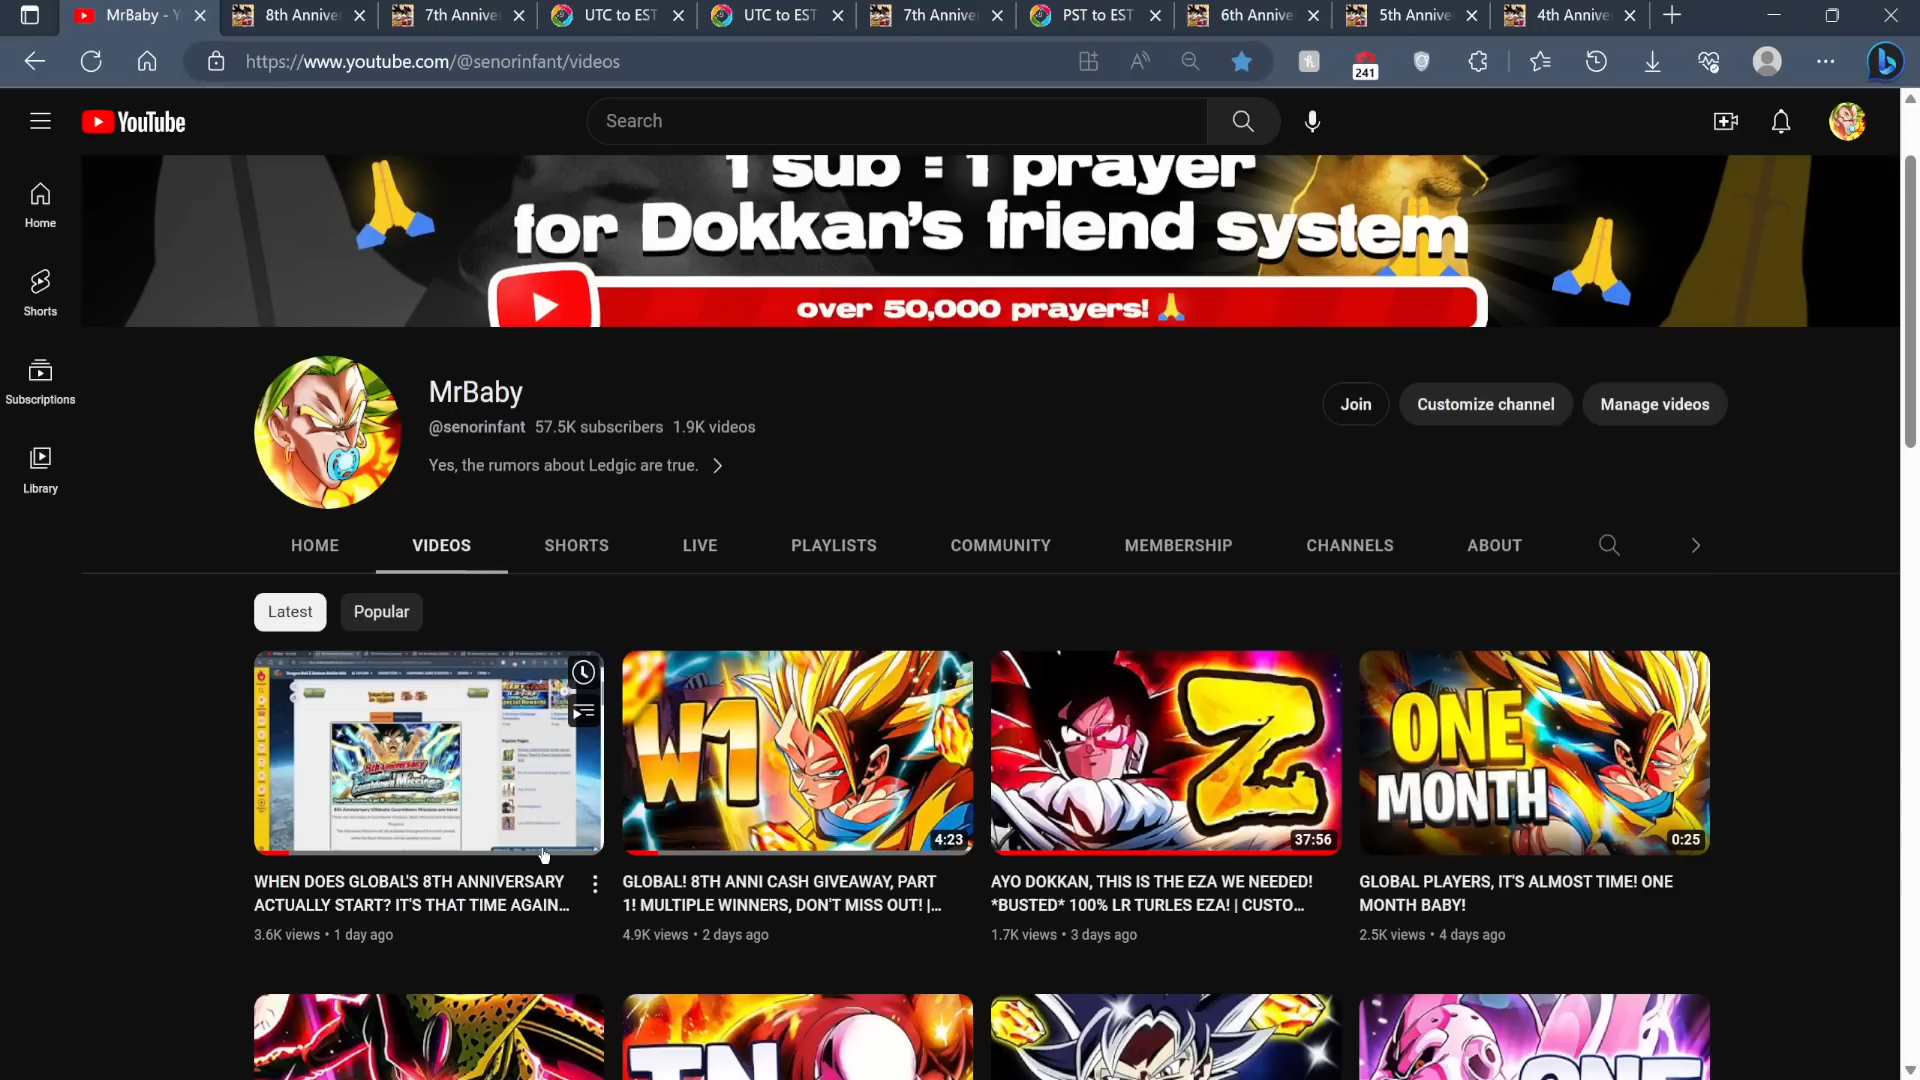 MrBaby - Y
8th Annive
7th Annive
UTC to EST
UTC to EST
7th Annive
PST to EST
6th Annive
5th Annive
4th Annive
https://www.youtube.com/@senorinfant/videos
241
YouTube
Search
1 sub = 1 prayer
for Dokkan's friend system
over 50,000 prayers!
Home
Shorts
Subscriptions
Library
MrBaby
@senorinfant 57.5K subscribers 1.9K videos
Yes, the rumors about Ledgic are true.
Join
Customize channel
Manage videos
HOME
VIDEOS
SHORTS
LIVE
PLAYLISTS
COMMUNITY
MEMBERSHIP
CHANNELS
ABOUT
Latest
Popular
5th Anniversary
Ultimate Countdown Missions
W1
4:23
Z
37:56
ONE
MONTH
0:25
WHEN DOES GLOBAL'S 8TH ANNIVERSARY
ACTUALLY START? IT'S THAT TIME AGAIN...
3.6K views • 1 day ago
GLOBAL! 8TH ANNI CASH GIVEAWAY, PART
1! MULTIPLE WINNERS, DON'T MISS OUT! |...
4.9K views • 2 days ago
AYO DOKKAN, THIS IS THE EZA WE NEEDED!
*BUSTED* 100% LR TURLES EZA! | CUSTO...
1.7K views • 3 days ago
GLOBAL PLAYERS, IT'S ALMOST TIME! ONE
MONTH BABY!
2.5K views • 4 days ago
ONE